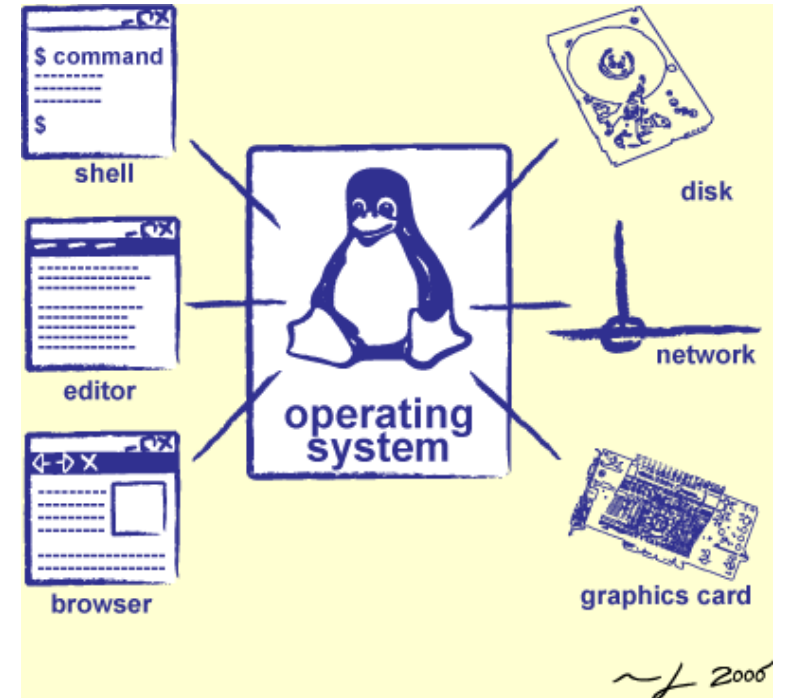 $ command
$
shell
editor
browser
operating
system
disk
network
graphics card
2006